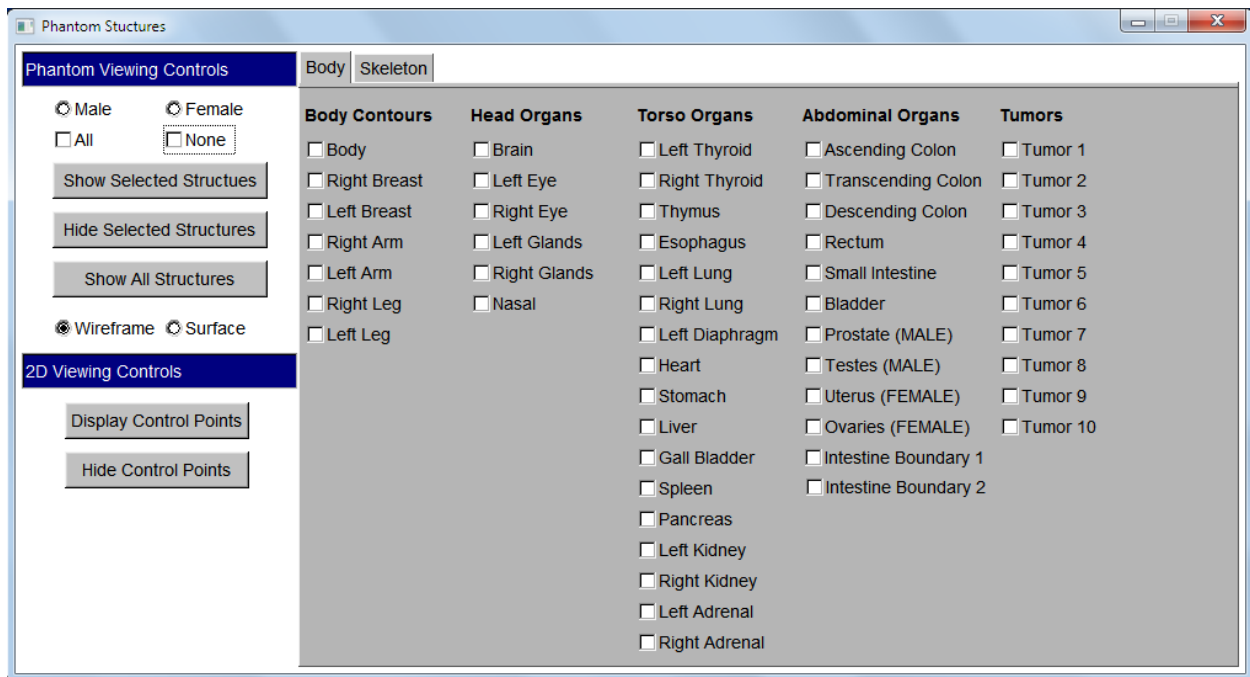 Phantom Stuctures
Phantom Viewing Controls
Male Female
All None
Show Selected Structues
Hide Selected Structures
Show All Structures
Wireframe Surface
2D Viewing Controls
Display Control Points
Hide Control Points
Body Skeleton
Body Contours
Body
Right Breast
Left Breast
Right Arm
Left Arm
Right Leg
Left Leg
Head Organs
Brain
Left Eye
Right Eye
Left Glands
Right Glands
Nasal
Torso Organs
Left Thyroid
Right Thyroid
Thymus
Esophagus
Left Lung
Right Lung
Left Diaphragm
Heart
Stomach
Liver
Gall Bladder
Spleen
Pancreas
Left Kidney
Right Kidney
Left Adrenal
Right Adrenal
Abdominal Organs
Ascending Colon
Transcending Colon
Descending Colon
Rectum
Small Intestine
Bladder
Prostate (MALE)
Testes (MALE)
Uterus (FEMALE)
Ovaries (FEMALE)
Intestine Boundary 1
Intestine Boundary 2
Tumors
Tumor 1
Tumor 2
Tumor 3
Tumor 4
Tumor 5
Tumor 6
Tumor 7
Tumor 8
Tumor 9
Tumor 10